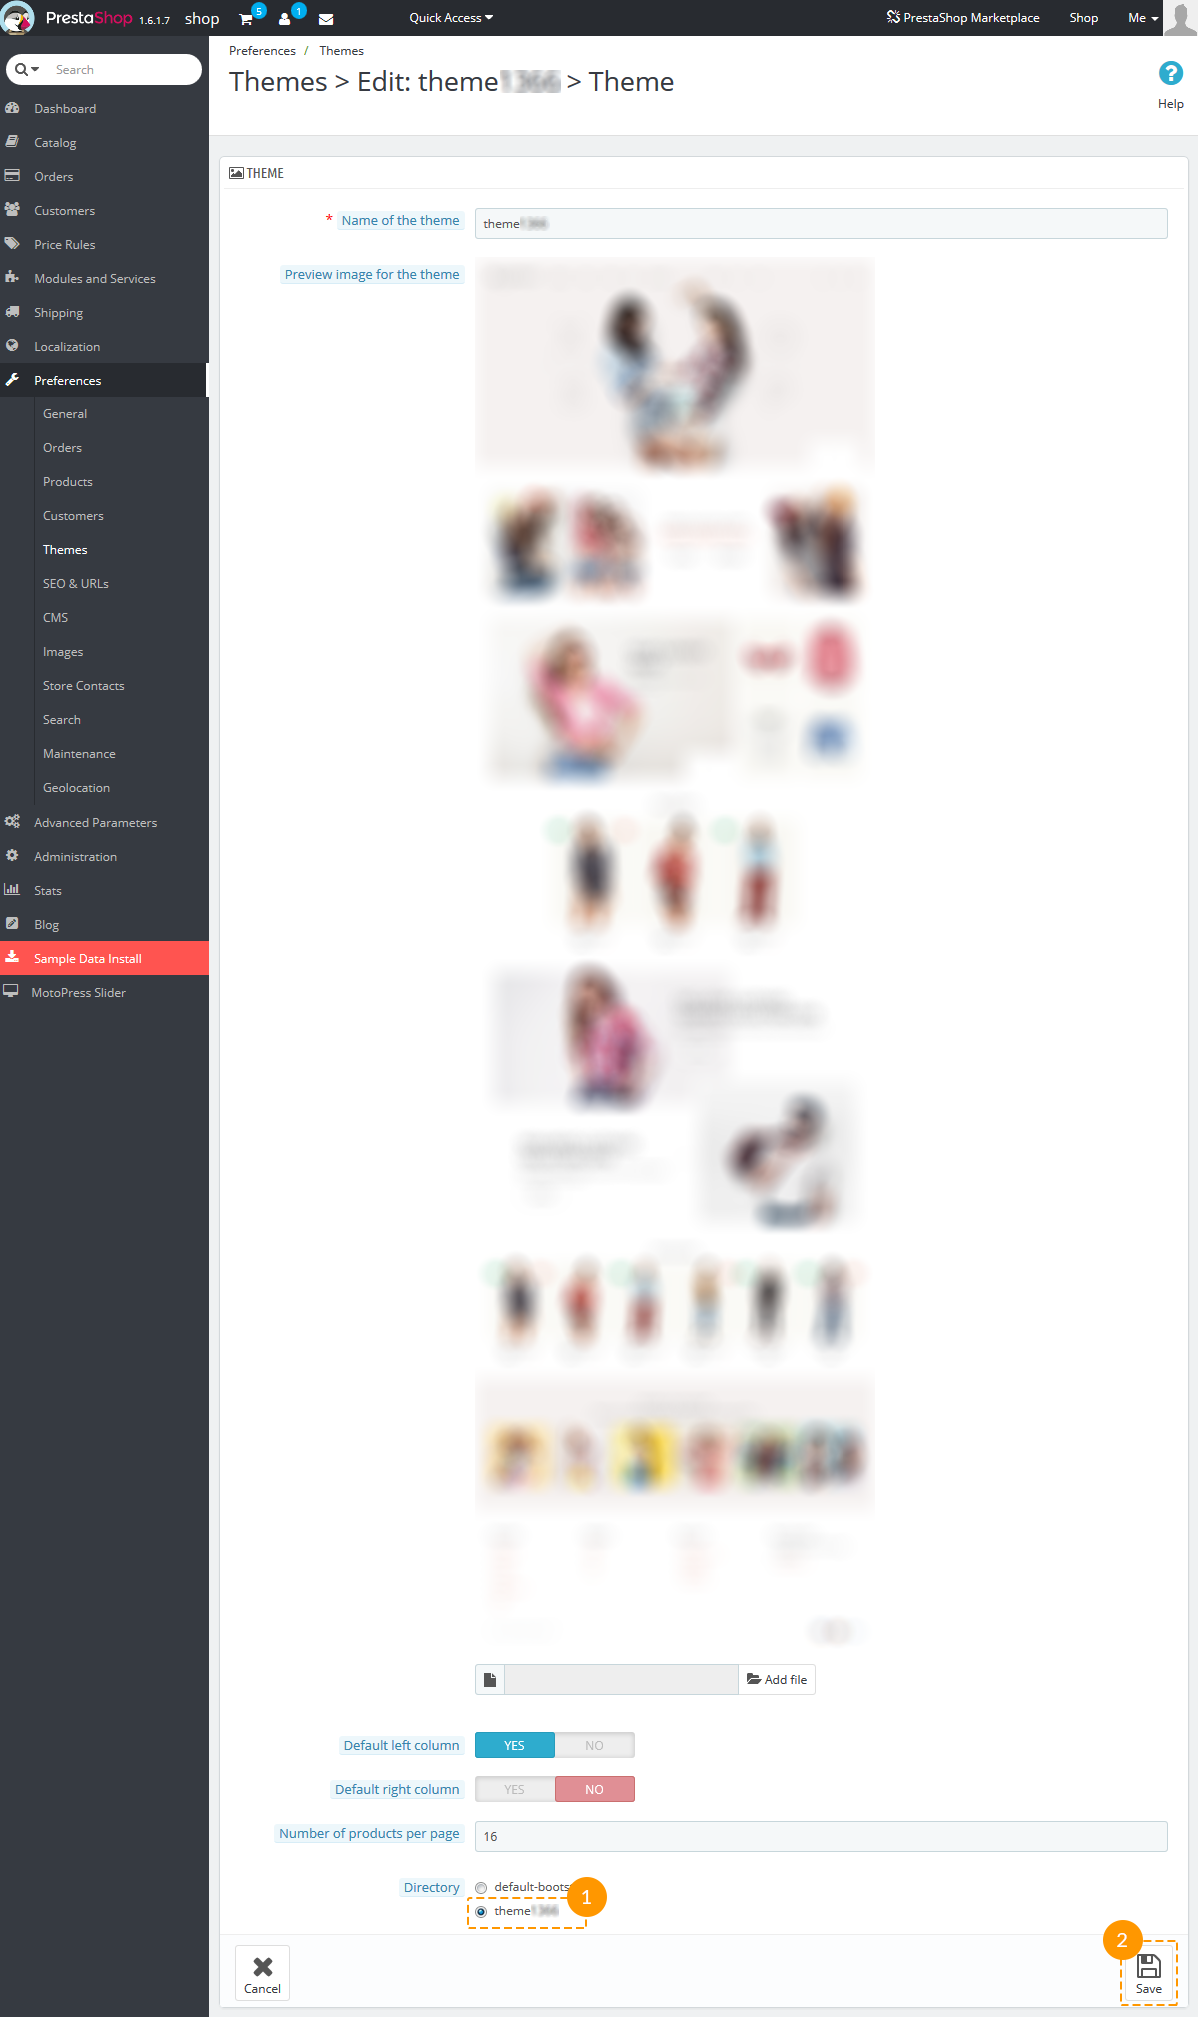 PrestaShop 1.6.1.7 shop 5 1 Quick Access PrestaShop Marketplace Shop Me
Search
Dashboard
Catalog
Orders
Customers
Price Rules
Modules and Services
Shipping
Localization
Preferences
General
Orders
Products
Customers
Themes
SEO & URLs
CMS
Images
Store Contacts
Search
Maintenance
Geolocation
Advanced Parameters
Administration
Stats
Blog
Sample Data Install
MotoPress Slider
Preferences / Themes
Themes > Edit: theme > Theme
? Help
THEME
* Name of the theme theme
Preview image for the theme
Add file
Default left column YES NO
Default right column YES NO
Number of products per page 16
Directory default-boots
1
theme
2
Cancel
Save